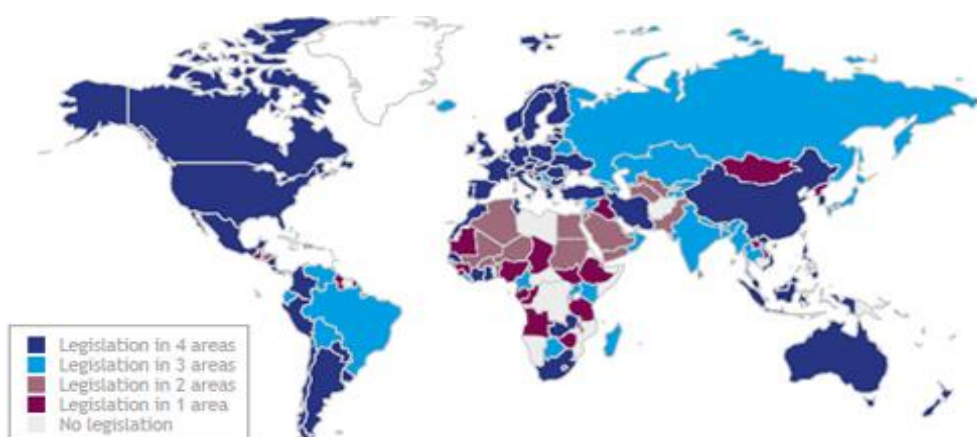 Legislation in 4 areas
Legislation in 3 areas
Legislation in 2 areas
Legislation in 1 area
No legislation